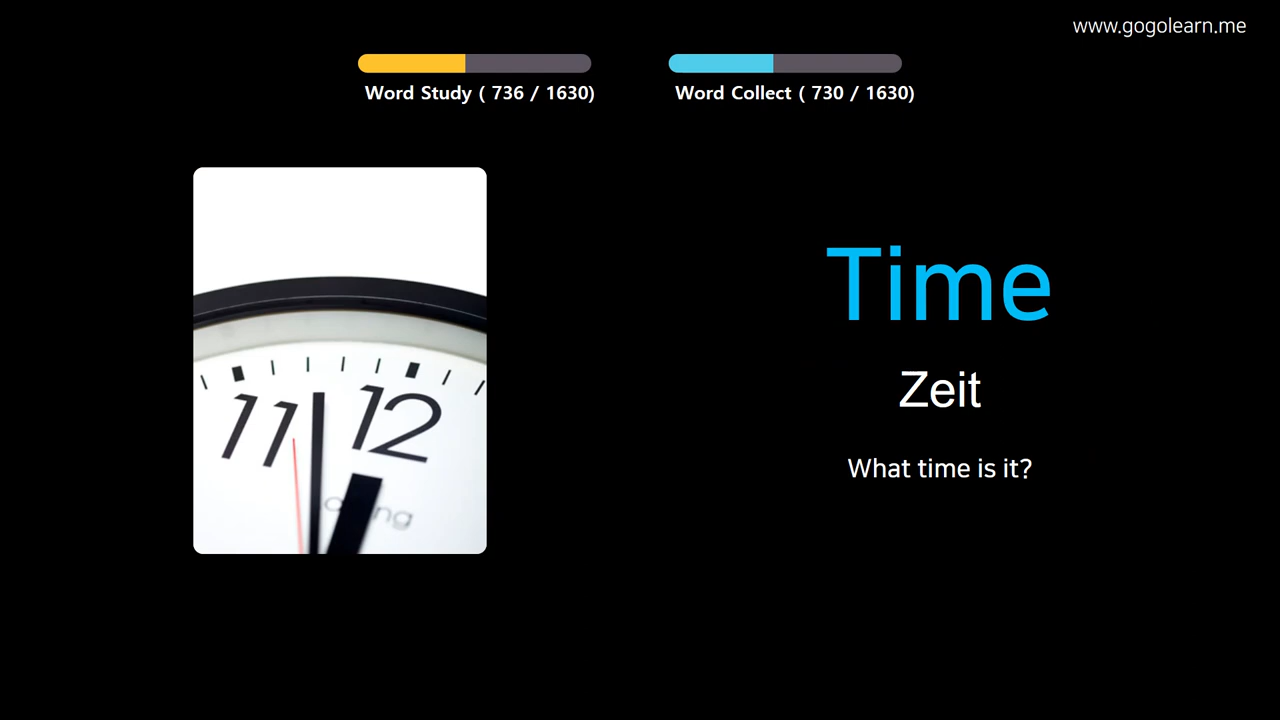 www.gogolearn.me
Word Study ( 736 / 1630)
Word Collect ( 730 / 1630)
Time
Zeit
What time is it?
11
12